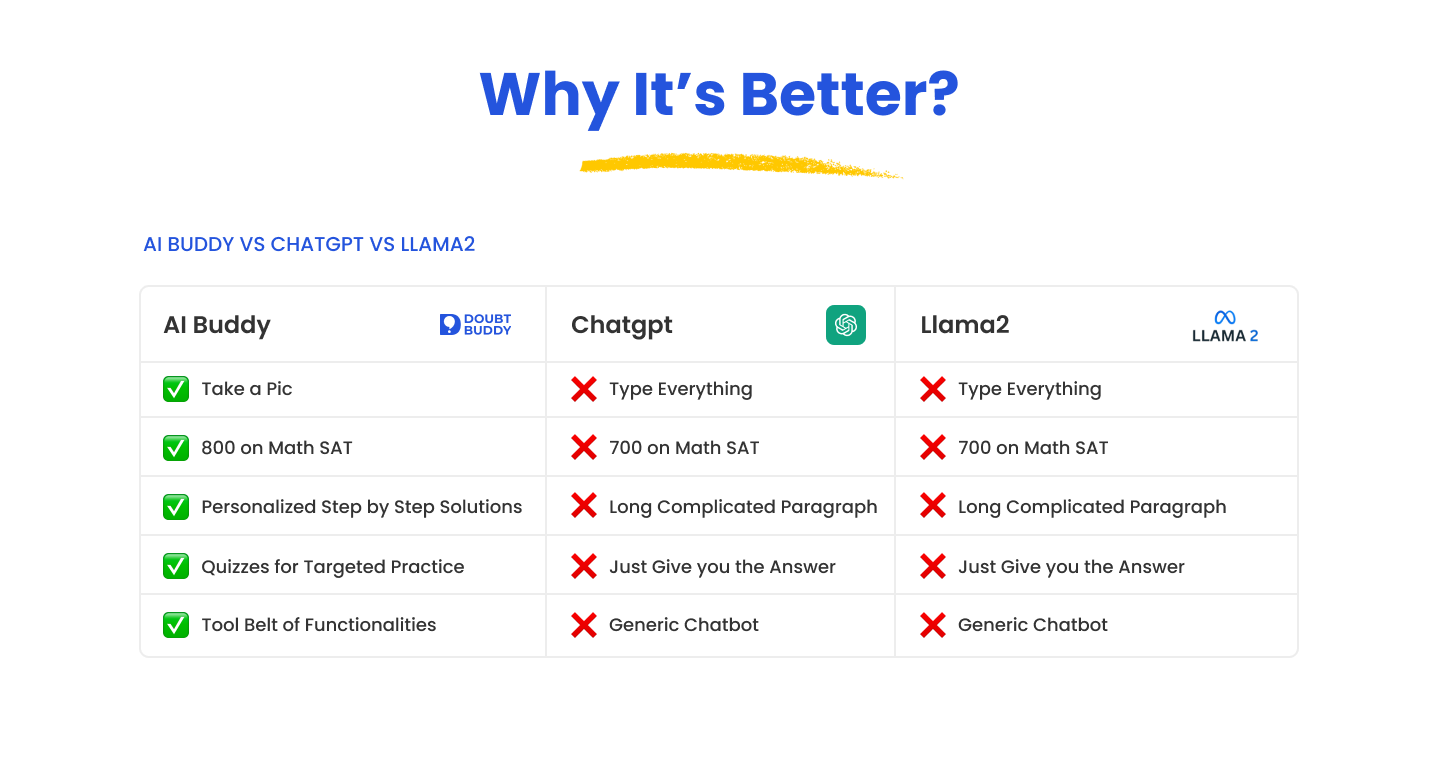 Why It's Better?
AI BUDDY VS CHATGPT VS LLAMA2
AI Buddy DOUBT BUDDY Chatgpt Llama2 LLAMA 2
✅ Take a Pic ❌ Type Everything ❌ Type Everything
✅ 800 on Math SAT ❌ 700 on Math SAT ❌ 700 on Math SAT
✅ Personalized Step by Step Solutions ❌ Long Complicated Paragraph ❌ Long Complicated Paragraph
✅ Quizzes for Targeted Practice ❌ Just Give you the Answer ❌ Just Give you the Answer
✅ Tool Belt of Functionalities ❌ Generic Chatbot ❌ Generic Chatbot